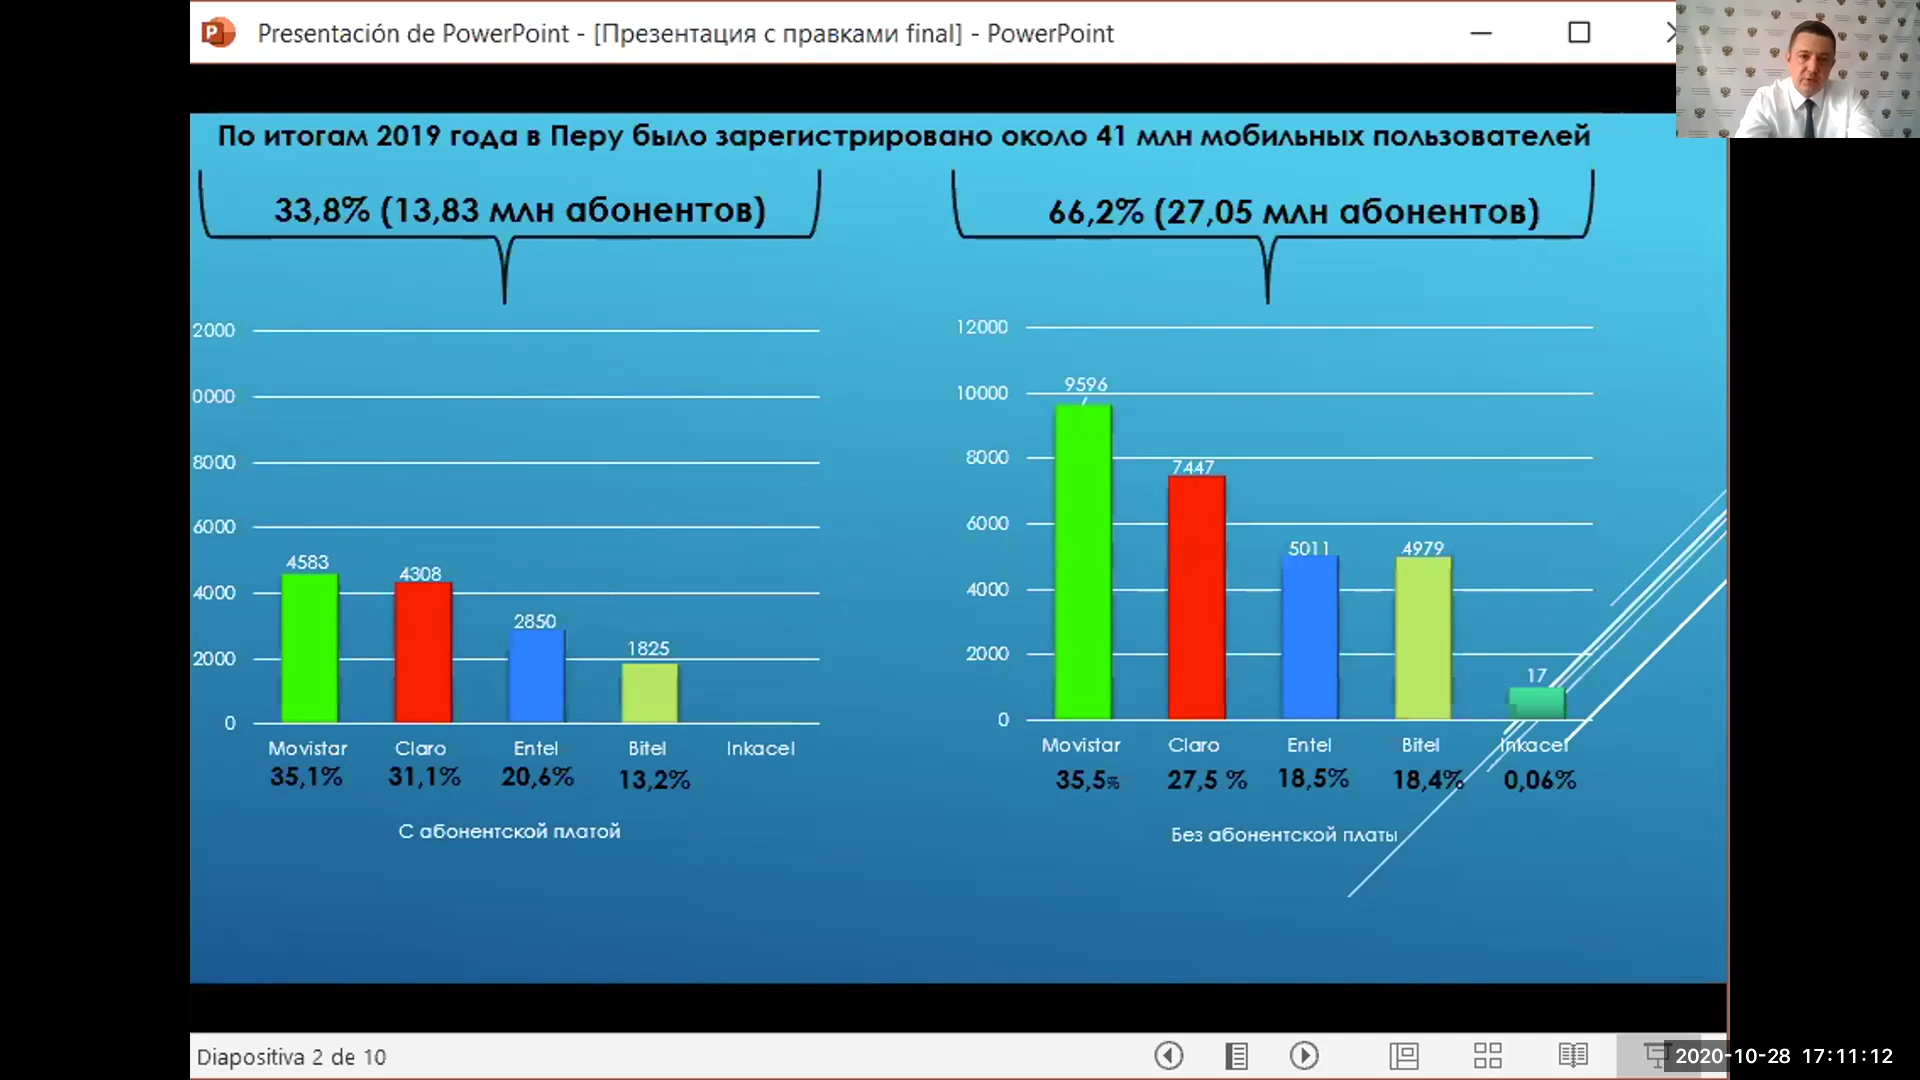 Presentación de PowerPoint - [Презентация с правками final] - PowerPoint
По итогам 2019 года в Перу было зарегистрировано около 41 млн мобильных пользователей
33,8% (13,83 млн абонентов)
66,2% (27,05 млн абонентов)
2000
0000
8000
6000
4000
2000
0
4583
4308
2850
1825
Movistar Claro Entel Bitel Inkacel
35,1% 31,1% 20,6% 13,2%
С абонентской платой
12000
10000
8000
6000
4000
2000
0
9596
7447
5011
4979
17
Movistar Claro Entel Bitel Inkacel
35,5% 27,5 % 18,5% 18,4% 0,06%
Без абонентской платы
Diapositiva 2 de 10
2020-10-28 17:11:12